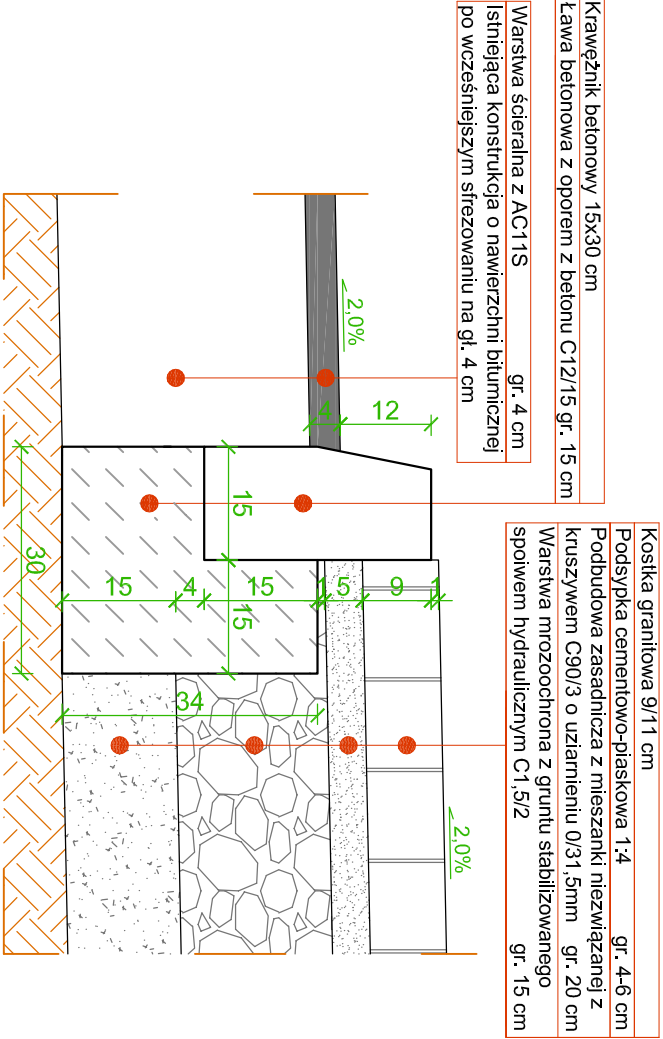 Krawężnik betonowy 15x30 cm
Ława betonowa z oporem z betonu C12/15 gr. 15 cm
Warstwa ścieralna z AC11S gr. 4 cm
Istniejąca konstrukcja o nawierzchni bitumicznej
po wcześniejszym sfrezowaniu na gł. 4 cm
Kostka granitowa 9/11 cm
Podsypka cementowo-piaskowa 1:4 gr. 4-6 cm
Podbudowa zasadnicza z mieszanki niezwiązanej z
kruszywem C90/3 o uziarnieniu 0/31,5mm gr. 20 cm
Warstwa mrozoochrona z gruntu stabilizowanego
spoiwem hydraulicznym C1,5/2 gr. 15 cm
2,0%
2,0%
4
12
15
15
30
15
4
15
1
5
9
1
34